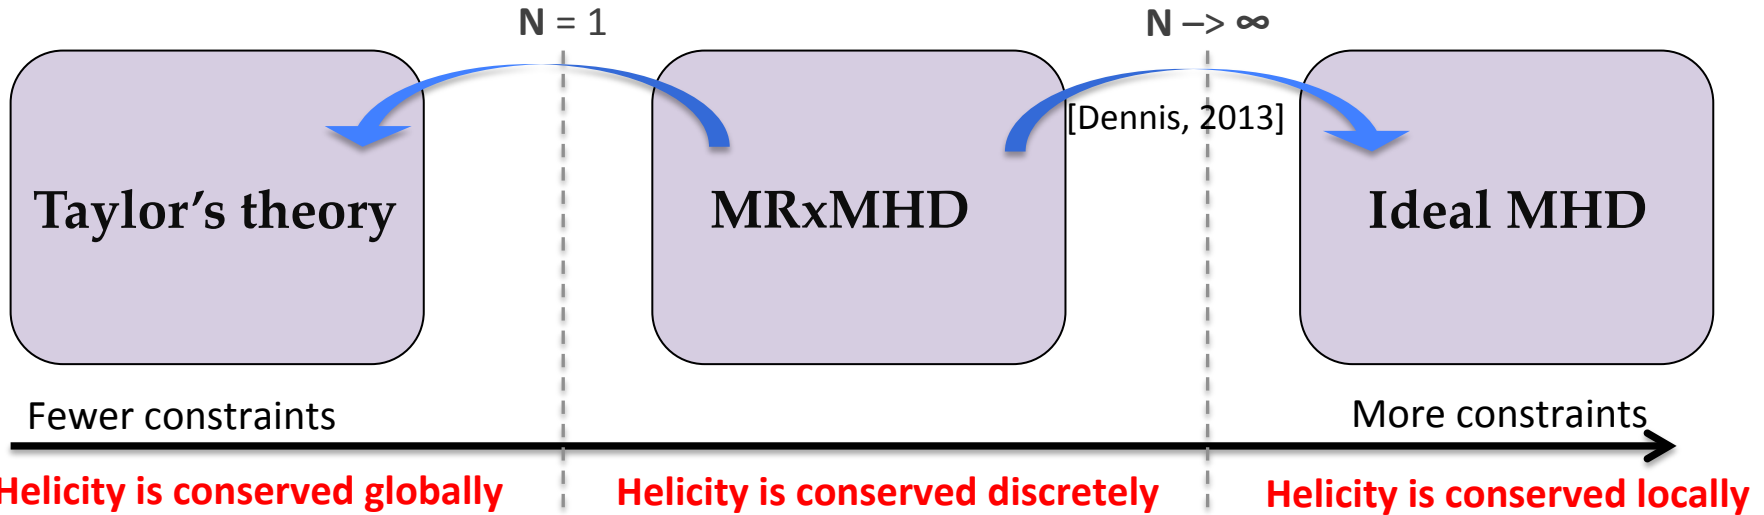 N = 1
N –> ∞
[Dennis, 2013]
Taylor's theory
MRxMHD
Ideal MHD
Fewer constraints
More constraints
Helicity is conserved globally
Helicity is conserved discretely
Helicity is conserved locally